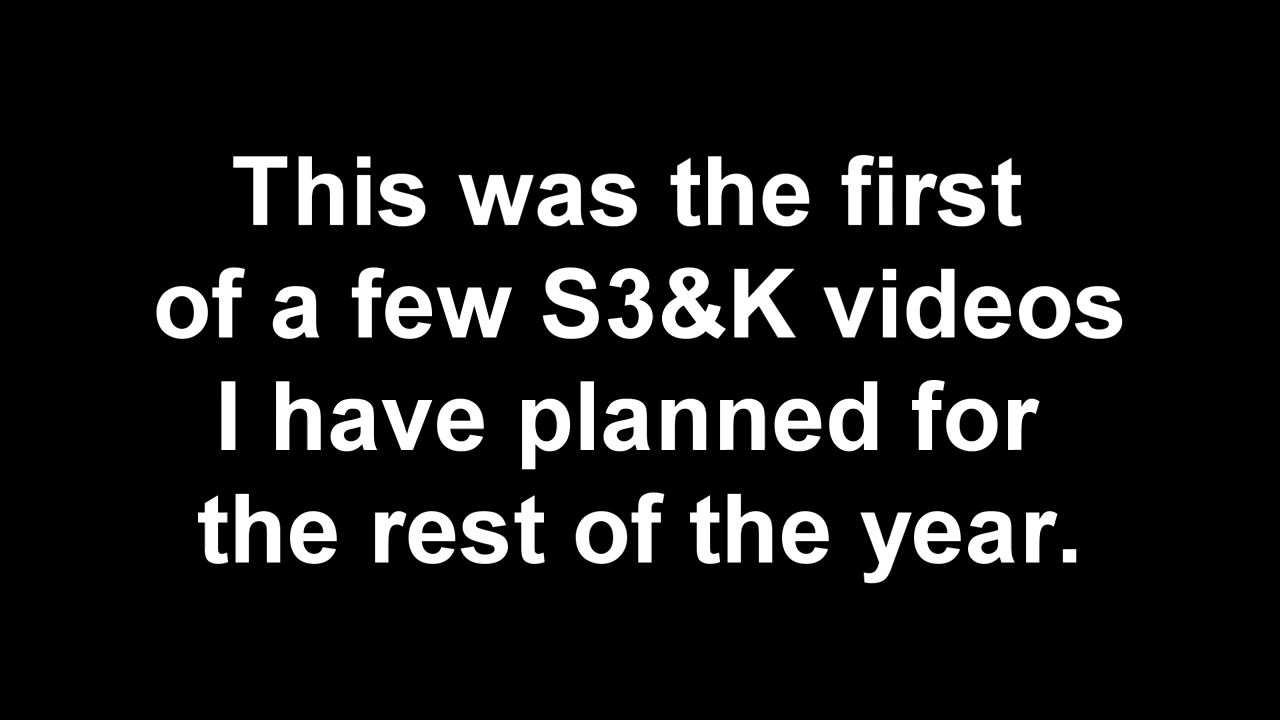 This was the first
of a few S3&K videos
I have planned for
the rest of the year.